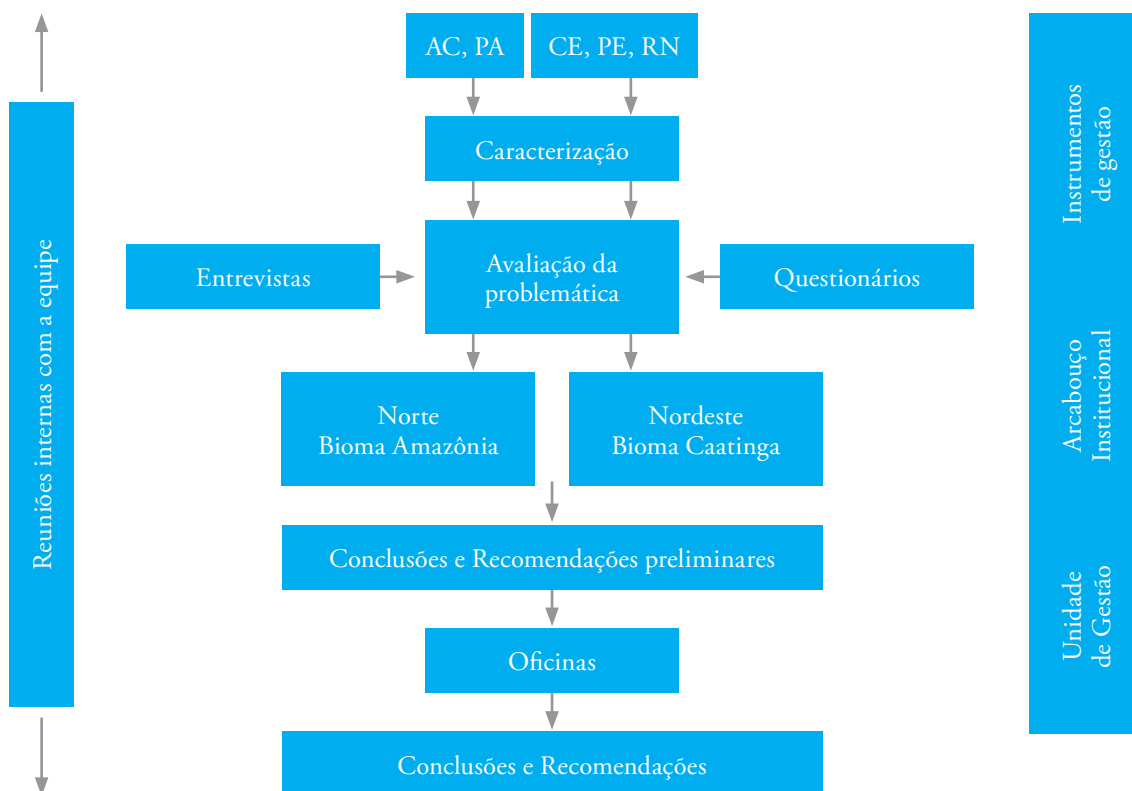 AC, PA
CE, PE, RN
Caracterização
Entrevistas
Avaliação da
problemática
Questionários
Norte
Bioma Amazônia
Nordeste
Bioma Caatinga
Conclusões e Recomendações preliminares
Oficinas
Conclusões e Recomendações
Reuniões internas com a equipe
Instrumentos
de gestão
Arcabouço
Institucional
Unidade
de Gestão